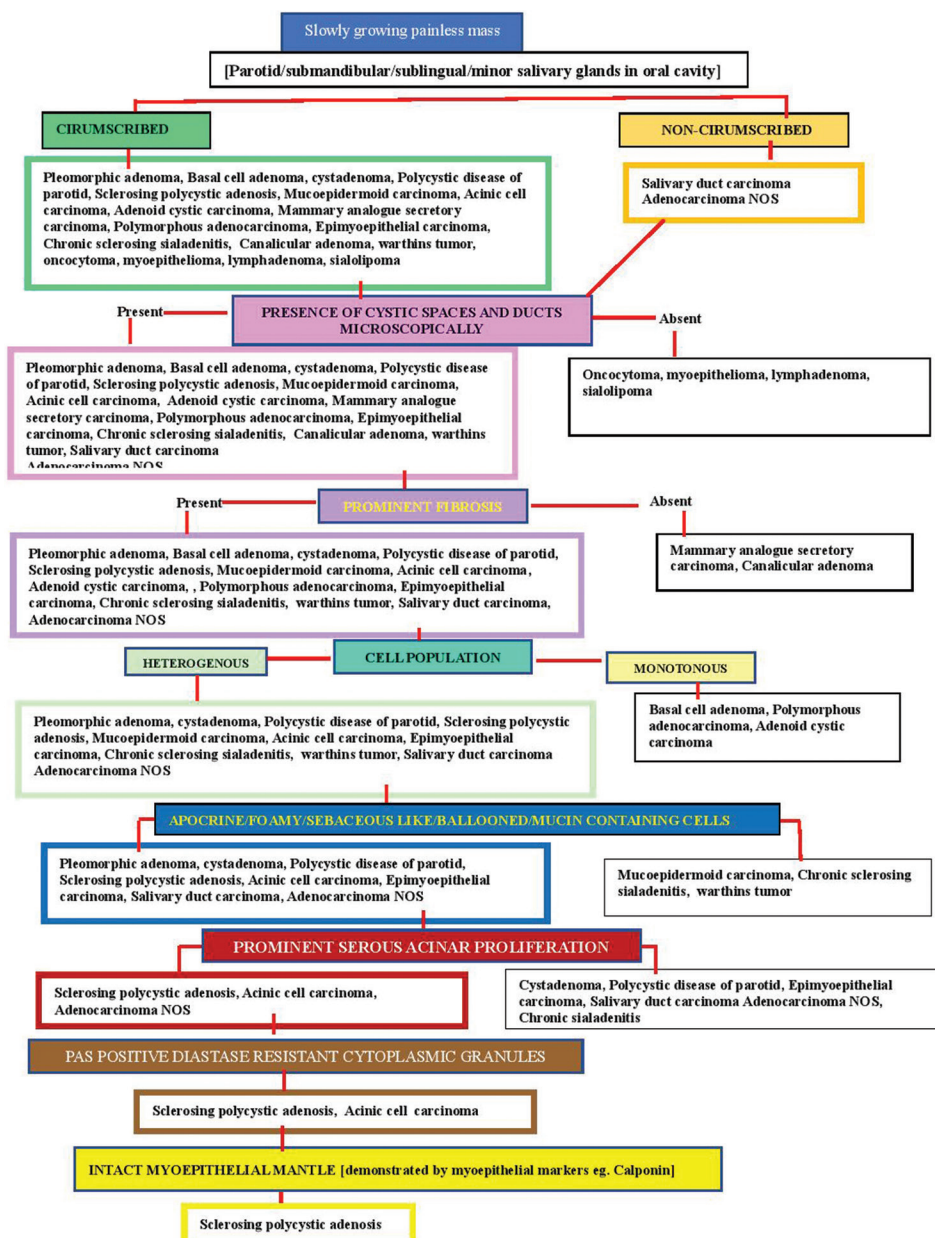 Slowly growing painless mass
[Parotid/submandibular/sublingual/minor salivary glands in oral cavity]
CIRUMSCRIBED
NON-CIRUMSCRIBED
Pleomorphic adenoma, Basal cell adenoma, cystadenoma, Polycystic disease of
parotid, Sclerosing polycystic adenosis, Mucoepidermoid carcinoma, Acinic cell
carcinoma, Adenoid cystic carcinoma, Mammary analogue secretory
carcinoma, Polymorphous adenocarcinoma, Epimyoepithelial carcinoma,
Chronic sclerosing sialadenitis, Canalicular adenoma, warthins tumor,
oncocytoma, myoepithelioma, lymphadenoma, sialolipoma
Salivary duct carcinoma
Adenocarcinoma NOS
PRESENCE OF CYSTIC SPACES AND DUCTS
MICROSCOPICALLY
Present
Absent
Pleomorphic adenoma, Basal cell adenoma, cystadenoma, Polycystic disease
of parotid, Sclerosing polycystic adenosis, Mucoepidermoid carcinoma,
Acinic cell carcinoma, Adenoid cystic carcinoma, Mammary analogue
secretory carcinoma, Polymorphous adenocarcinoma, Epimyoepithelial
carcinoma, Chronic sclerosing sialadenitis, Canalicular adenoma, warthins
tumor, Salivary duct carcinoma
Adenocarcinoma NOS
Oncocytoma, myoepithelioma, lymphadenoma,
sialolipoma
PROMINENT FIBROSIS
Present
Absent
Pleomorphic adenoma, Basal cell adenoma, cystadenoma, Polycystic disease of parotid,
Sclerosing polycystic adenosis, Mucoepidermoid carcinoma, Acinic cell carcinoma,
Adenoid cystic carcinoma, , Polymorphous adenocarcinoma, Epimyoepithelial
carcinoma, Chronic sclerosing sialadenitis, warthins tumor, Salivary duct carcinoma,
Adenocarcinoma NOS
Mammary analogue secretory
carcinoma, Canalicular adenoma
CELL POPULATION
HETEROGENOUS
MONOTONOUS
Pleomorphic adenoma, cystadenoma, Polycystic disease of parotid, Sclerosing polycystic
adenosis, Mucoepidermoid carcinoma, Acinic cell carcinoma, Epimyoepithelial
carcinoma, Chronic sclerosing sialadenitis, warthins tumor, Salivary duct carcinoma
Adenocarcinoma NOS
Basal cell adenoma, Polymorphous
adenocarcinoma, Adenoid cystic
carcinoma
APOCRINE/FOAMY/SEBACEOUS LIKE/BALLOONED/MUCIN CONTAINING CELLS
Pleomorphic adenoma, cystadenoma, Polycystic disease of parotid,
Sclerosing polycystic adenosis, Acinic cell carcinoma, Epimyoepithelial
carcinoma, Salivary duct carcinoma, Adenocarcinoma NOS
Mucoepidermoid carcinoma, Chronic sclerosing
sialadenitis, warthins tumor
PROMINENT SEROUS ACINAR PROLIFERATION
Sclerosing polycystic adenosis, Acinic cell carcinoma,
Adenocarcinoma NOS
Cystadenoma, Polycystic disease of parotid, Epimyoepithelial
carcinoma, Salivary duct carcinoma Adenocarcinoma NOS,
Chronic sialadenitis
PAS POSITIVE DIASTASE RESISTANT CYTOPLASMIC GRANULES
Sclerosing polycystic adenosis, Acinic cell carcinoma
INTACT MYOEPITHELIAL MANTLE [demonstrated by myoepithelial markers eg. Calponin]
Sclerosing polycystic adenosis